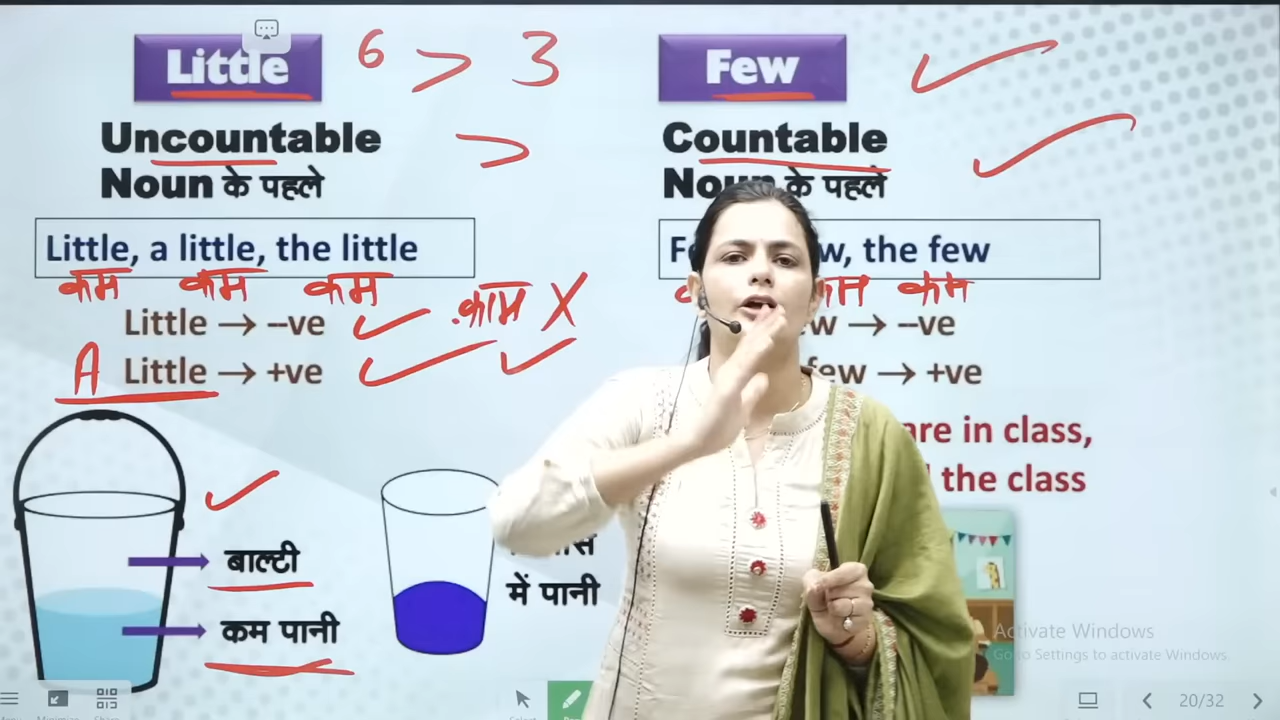 Little
6 > 3
Few
Uncountable
>
Countable
Noun के पहले
Noun के पहले
Little, a little, the little
w, the few
कम कम कम
कम
Little → –ve
काम X
w → –ve
A Little → +ve
few → +ve
are in class,
the class
बाल्टी
में पानी
कम पानी
Activate Windows
Go to Settings to activate Windows.
Select
20/32